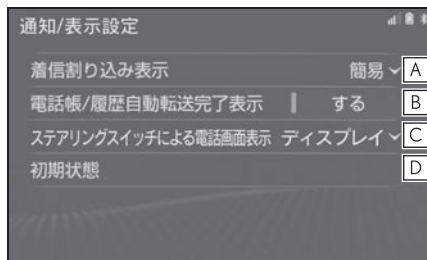 通知/表示設定
着信割り込み表示 簡易 A
電話帳/履歴自動転送完了表示 する B
ステアリングスイッチによる電話画面表示 ディスプレイ C
初期状態 D